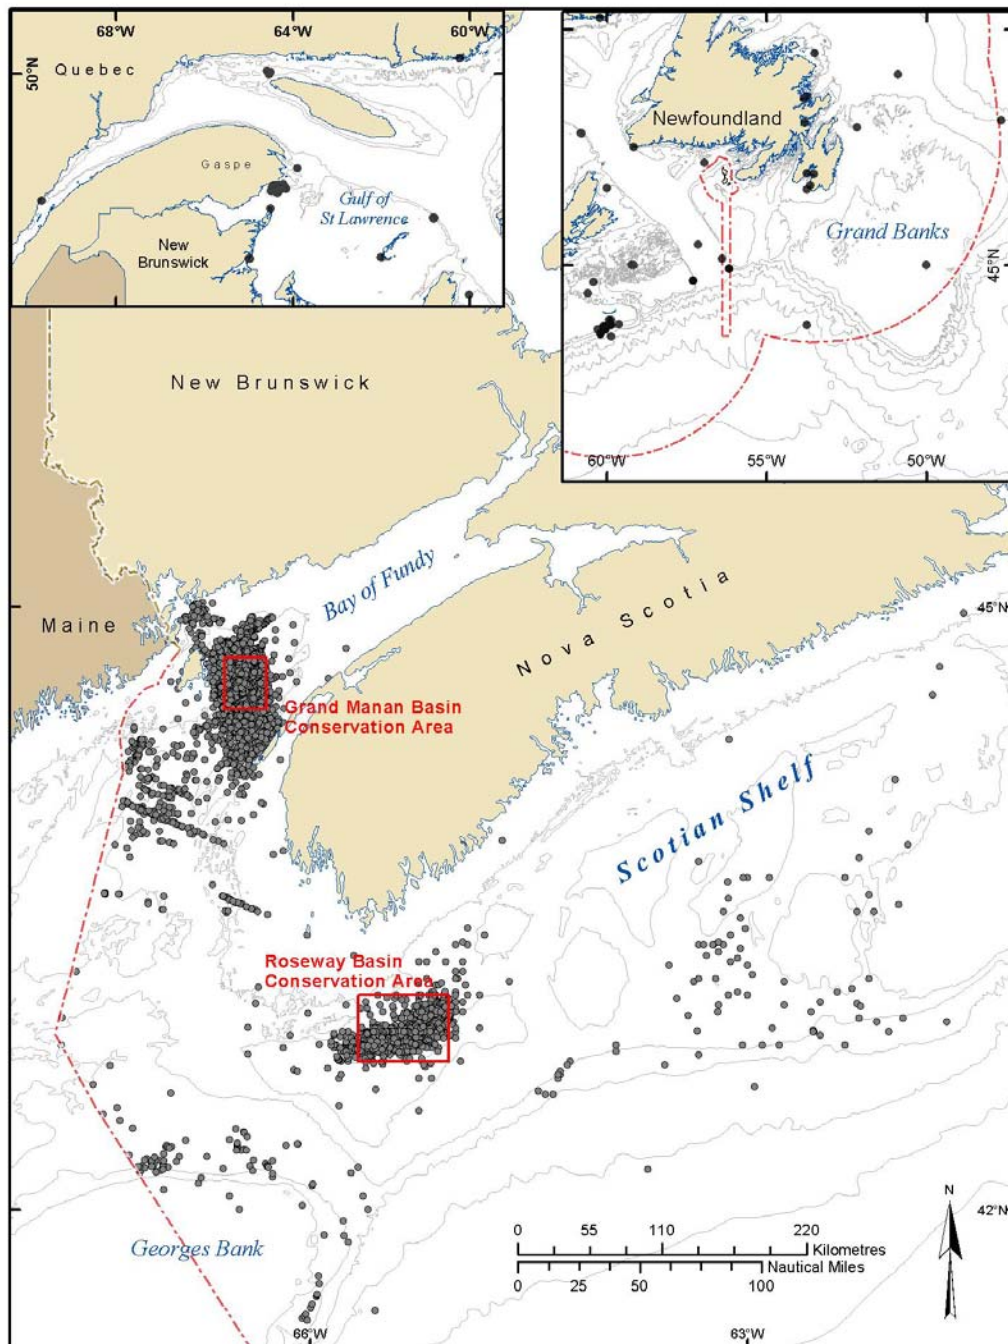 68°W
64°W
60°W
50°N
Quebec
Gaspe
Gulf of
St Lawrence
New
Brunswick
Newfoundland
Grand Banks
45°N
60°W
55°W
50°W
New Brunswick
Bay of Fundy
Maine
Nova Scotia
45°N
Grand Manan Basin
Conservation Area
Scotian Shelf
Roseway Basin
Conservation Area
N
42°N
0 55 110 220
Kilometres
Nautical Miles
0 25 50 100
Georges Bank
66°W
63°W